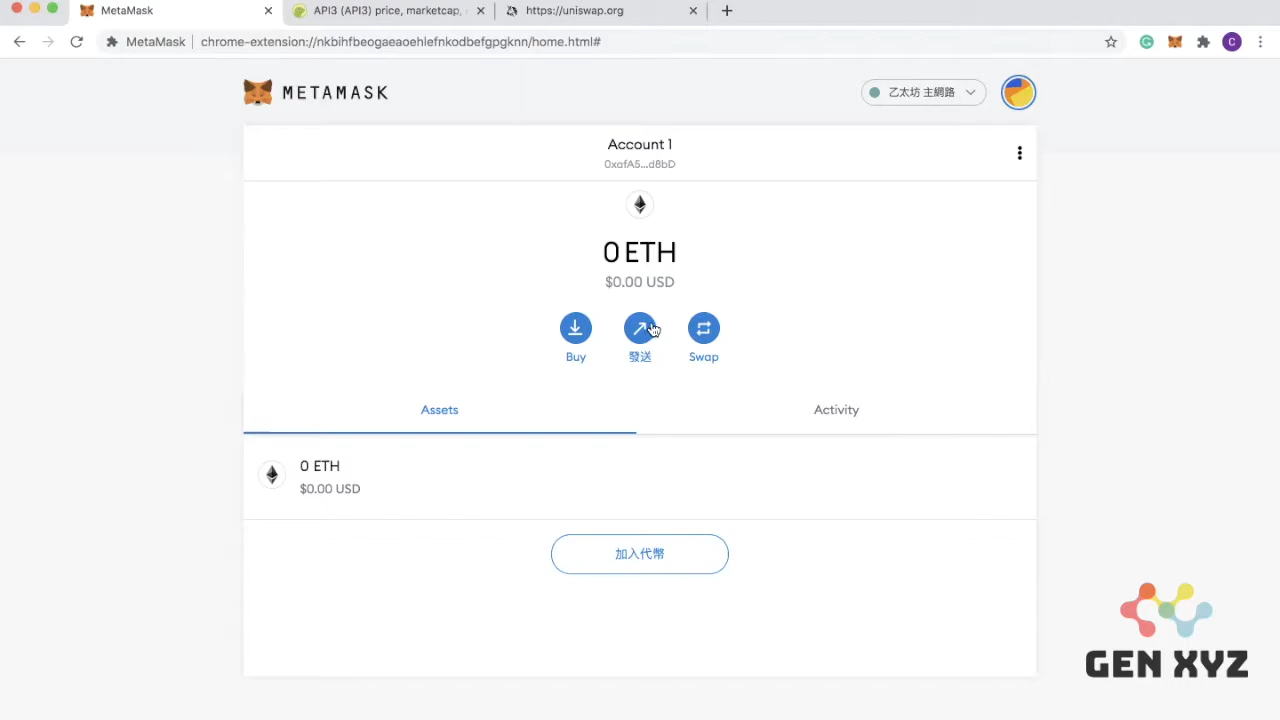 MetaMask
API3 (API3) price, marketcap,
https://uniswap.org
MetaMask
chrome-extension://nkbihfbeogaeaoehlefnkodbefgpgknn/home.html#
C
METAMASK
乙太坊 主網路
Account 1
0xafA5...d8bD
0 ETH
$0.00 USD
Buy
發送
Swap
Assets
Activity
0 ETH
$0.00 USD
加入代幣
GEN XYZ